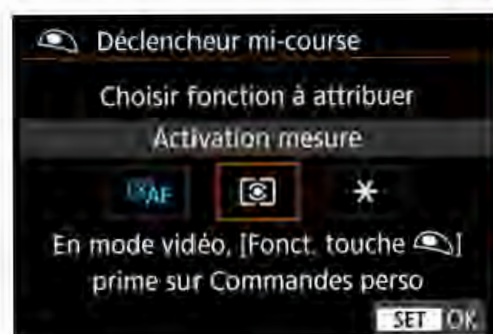 Déclencheur mi-course
Choisir fonction à attribuer
Activation mesure
AF
En mode vidéo, [Fonct. touche]
prime sur Commandes perso
SET OK